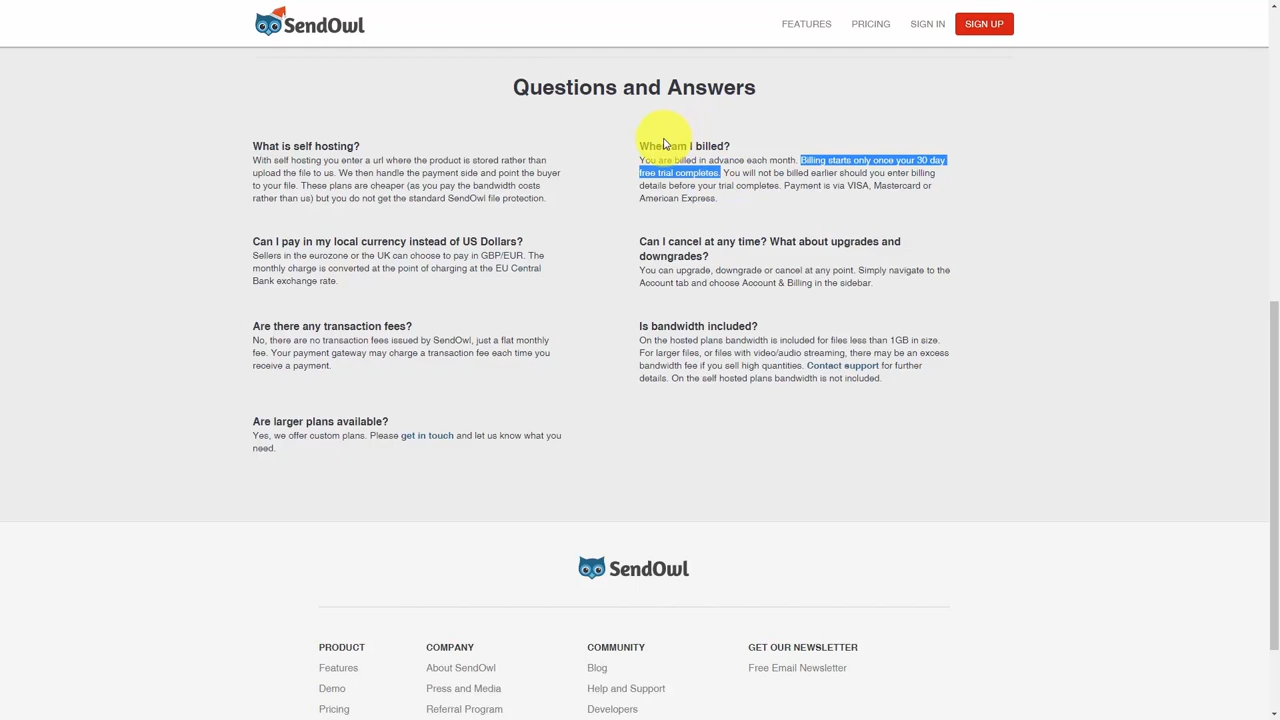 SendOwl
FEATURES
PRICING
SIGN IN
SIGN UP
Questions and Answers
What is self hosting?
With self hosting you enter a url where the product is stored rather than
upload the file to us. We then handle the payment side and point the buyer
to your file. These plans are cheaper (as you pay the bandwidth costs
rather than us) but you do not get the standard SendOwl file protection.
When am I billed?
You are billed in advance each month. Billing starts only once your 30 day
free trial completes. You will not be billed earlier should you enter billing
details before your trial completes. Payment is via VISA, Mastercard or
American Express.
Can I pay in my local currency instead of US Dollars?
Sellers in the eurozone or the UK can choose to pay in GBP/EUR. The
monthly charge is converted at the point of charging at the EU Central
Bank exchange rate.
Can I cancel at any time? What about upgrades and
downgrades?
You can upgrade, downgrade or cancel at any point. Simply navigate to the
Account tab and choose Account & Billing in the sidebar.
Are there any transaction fees?
No, there are no transaction fees issued by SendOwl, just a flat monthly
fee. Your payment gateway may charge a transaction fee each time you
receive a payment.
Is bandwidth included?
On the hosted plans bandwidth is included for files less than 1GB in size.
For larger files, or files with video/audio streaming, there may be an excess
bandwidth fee if you sell high quantities. Contact support for further
details. On the self hosted plans bandwidth is not included.
Are larger plans available?
Yes, we offer custom plans. Please get in touch and let us know what you
need.
SendOwl
PRODUCT
Features
Demo
Pricing
COMPANY
About SendOwl
Press and Media
Referral Program
COMMUNITY
Blog
Help and Support
Developers
GET OUR NEWSLETTER
Free Email Newsletter